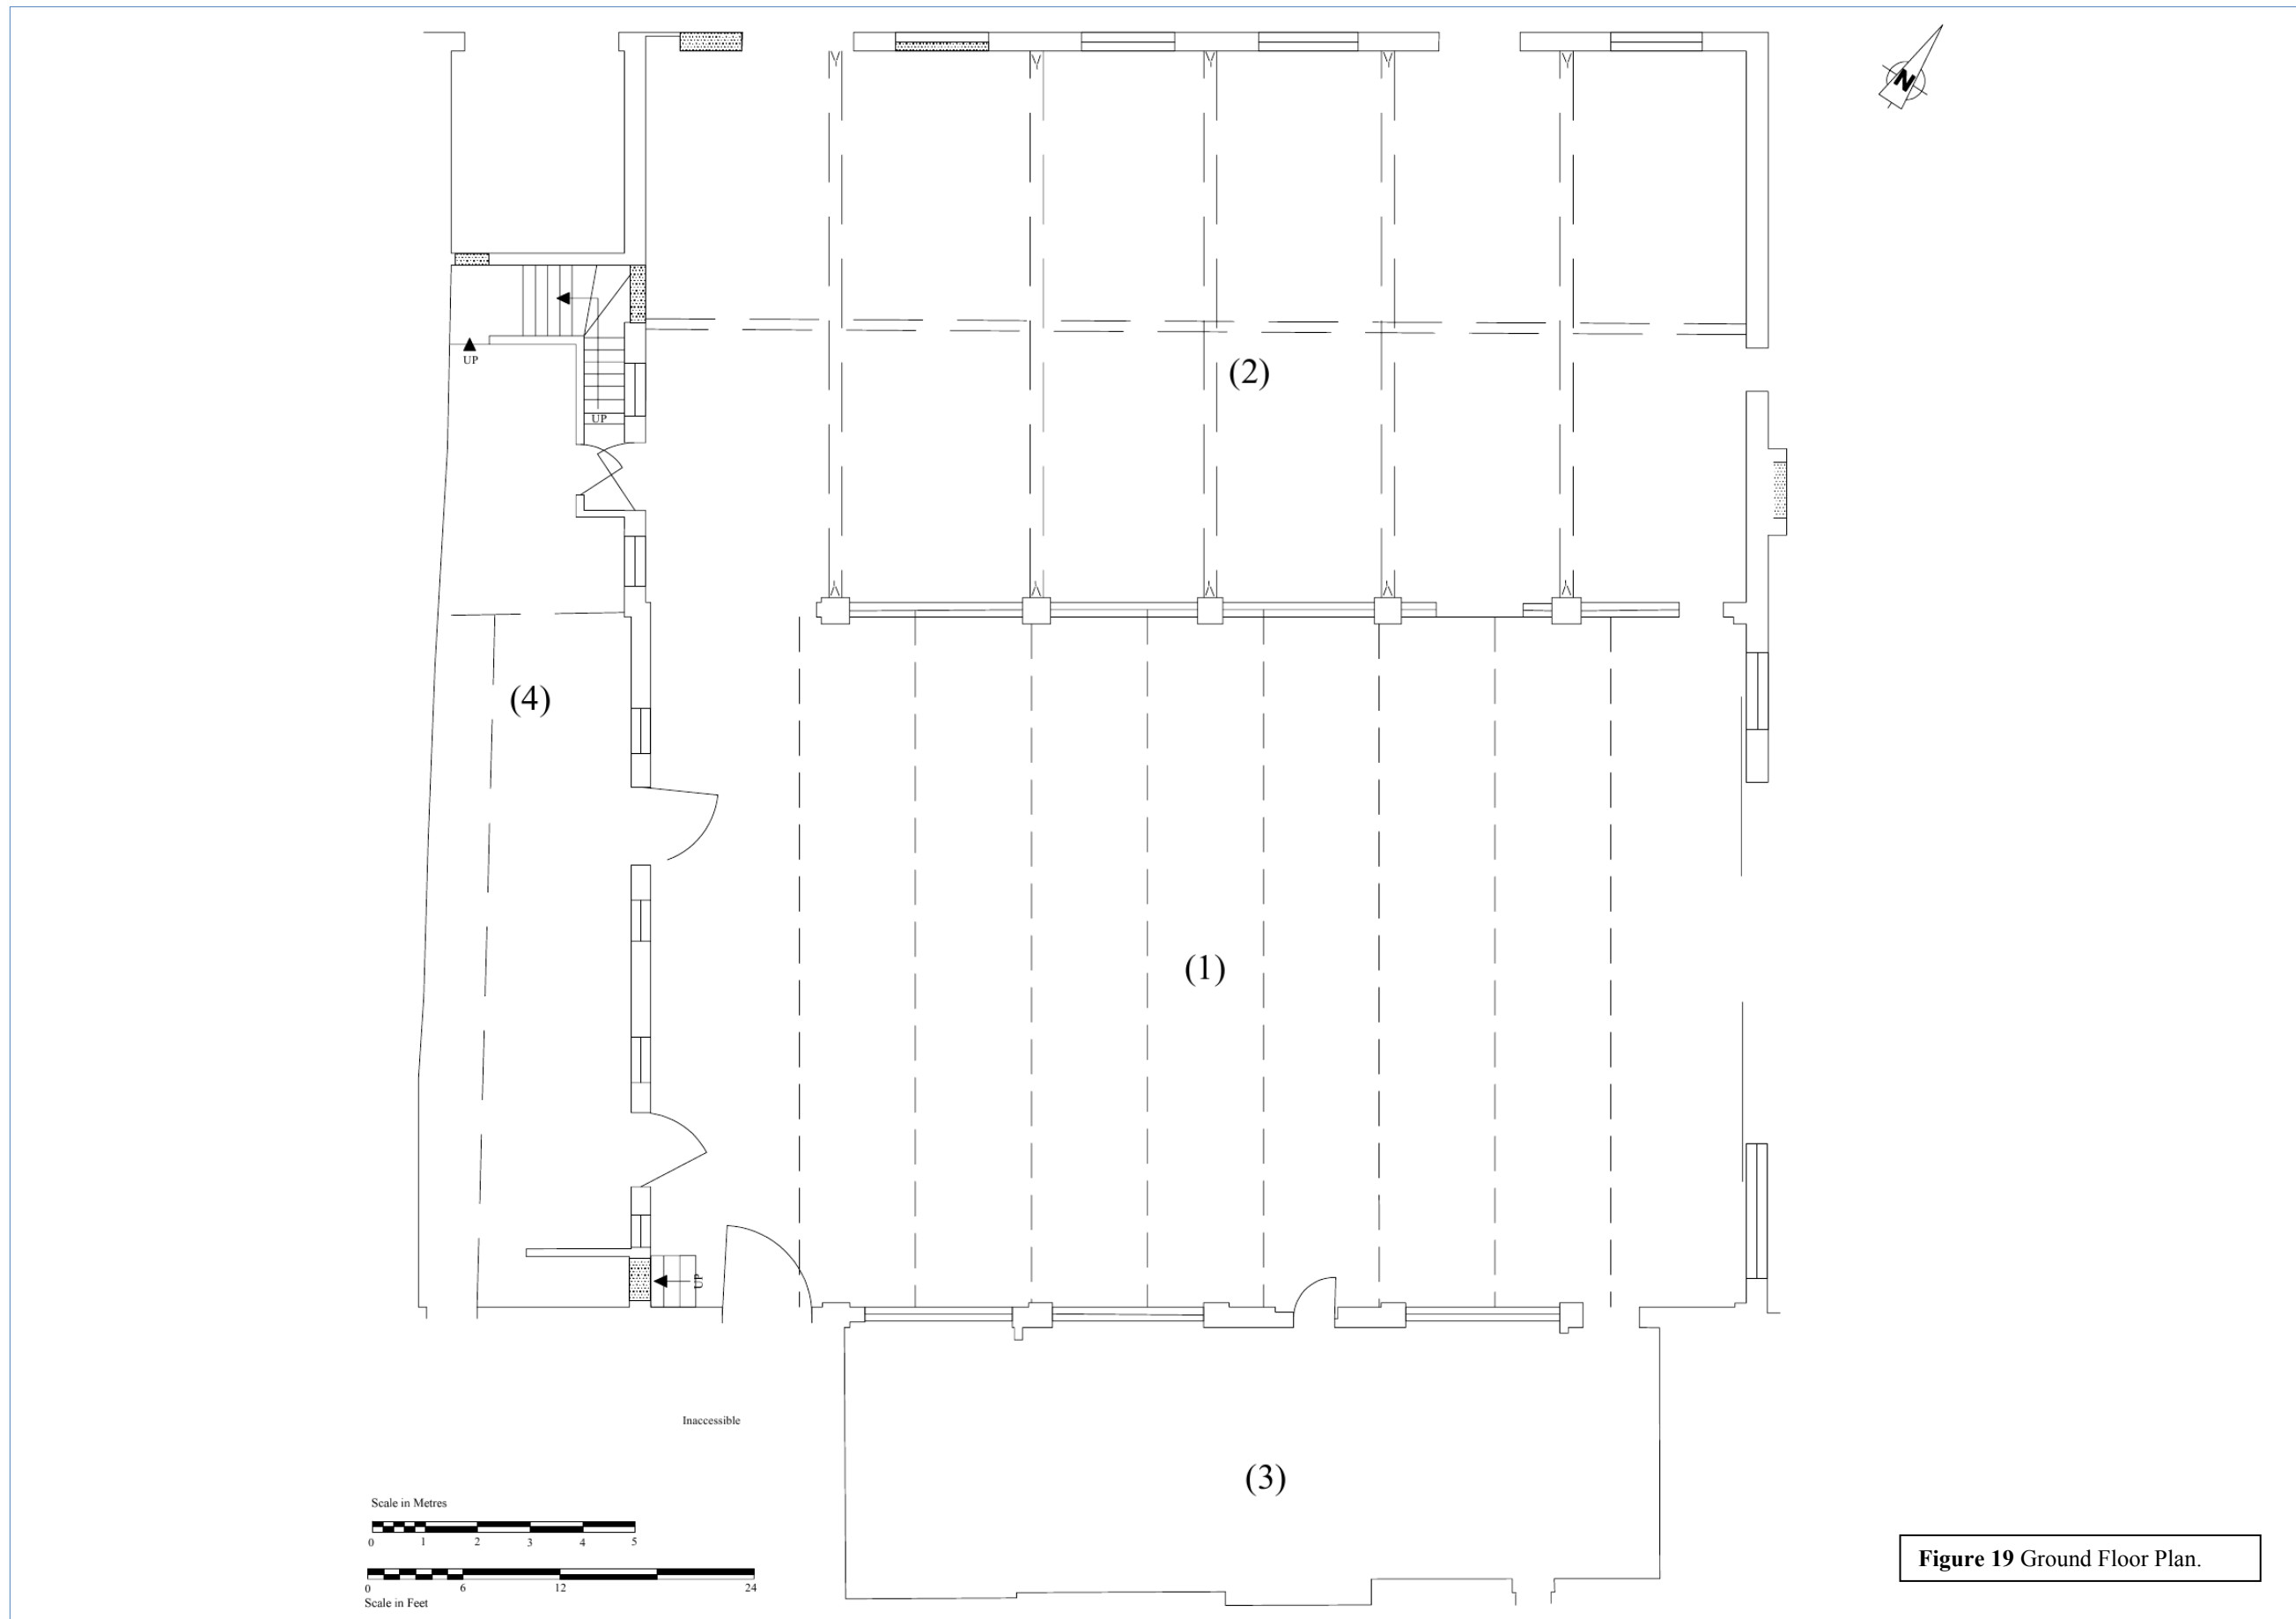 N
(2)
UP
UP
(4)
(1)
UP
Inaccessible
(3)
Scale in Metres
0 1 2 3 4 5
0 6 12 24
Scale in Feet
Figure 19 Ground Floor Plan.